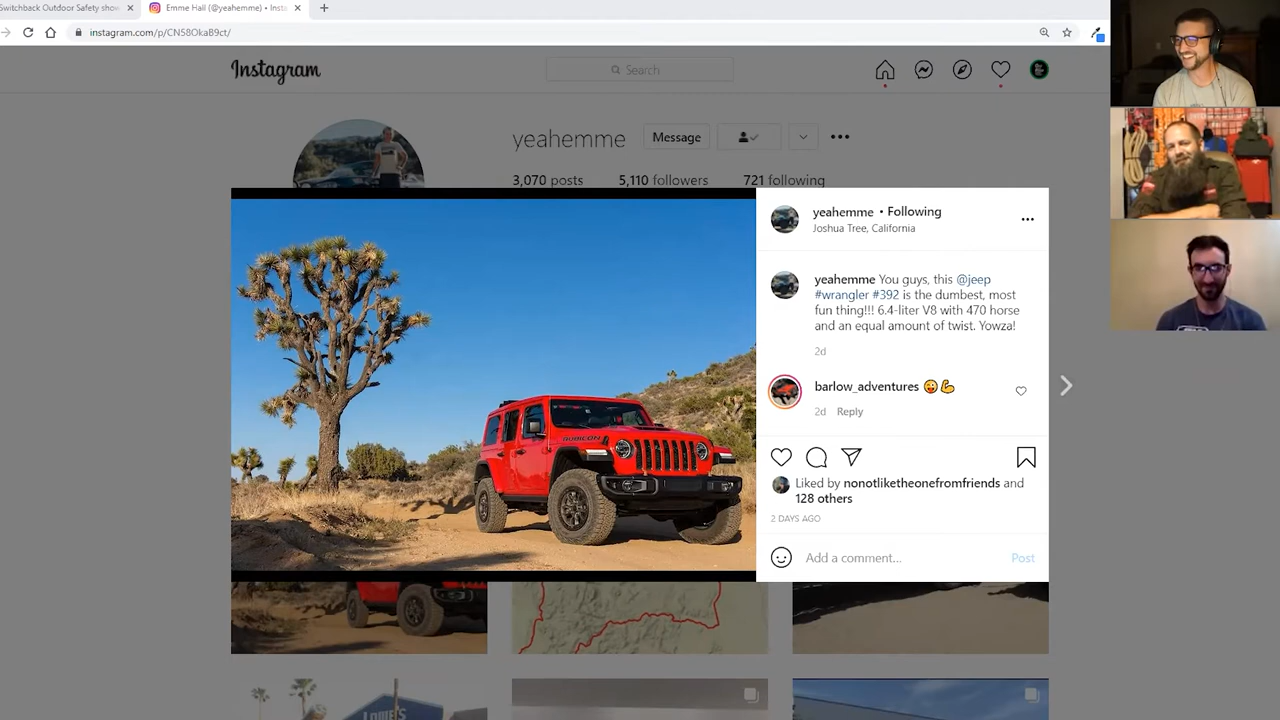 Switchback Outdoor Safety show
Emme Hall (@yeahemme) • Insta
instagram.com/p/CN58OkaB9ct/
Instagram
Search
yeahemme
Message
3,070 posts 5,110 followers 721 following
yeahemme • Following
Joshua Tree, California
yeahemme You guys, this @jeep
#wrangler #392 is the dumbest, most
fun thing!!! 6.4-liter V8 with 470 horse
and an equal amount of twist. Yowza!
2d
barlow_adventures
2d Reply
Liked by nonotliketheonefromfriends and
128 others
2 DAYS AGO
Add a comment...
Post
RUBICON
LOWE'S